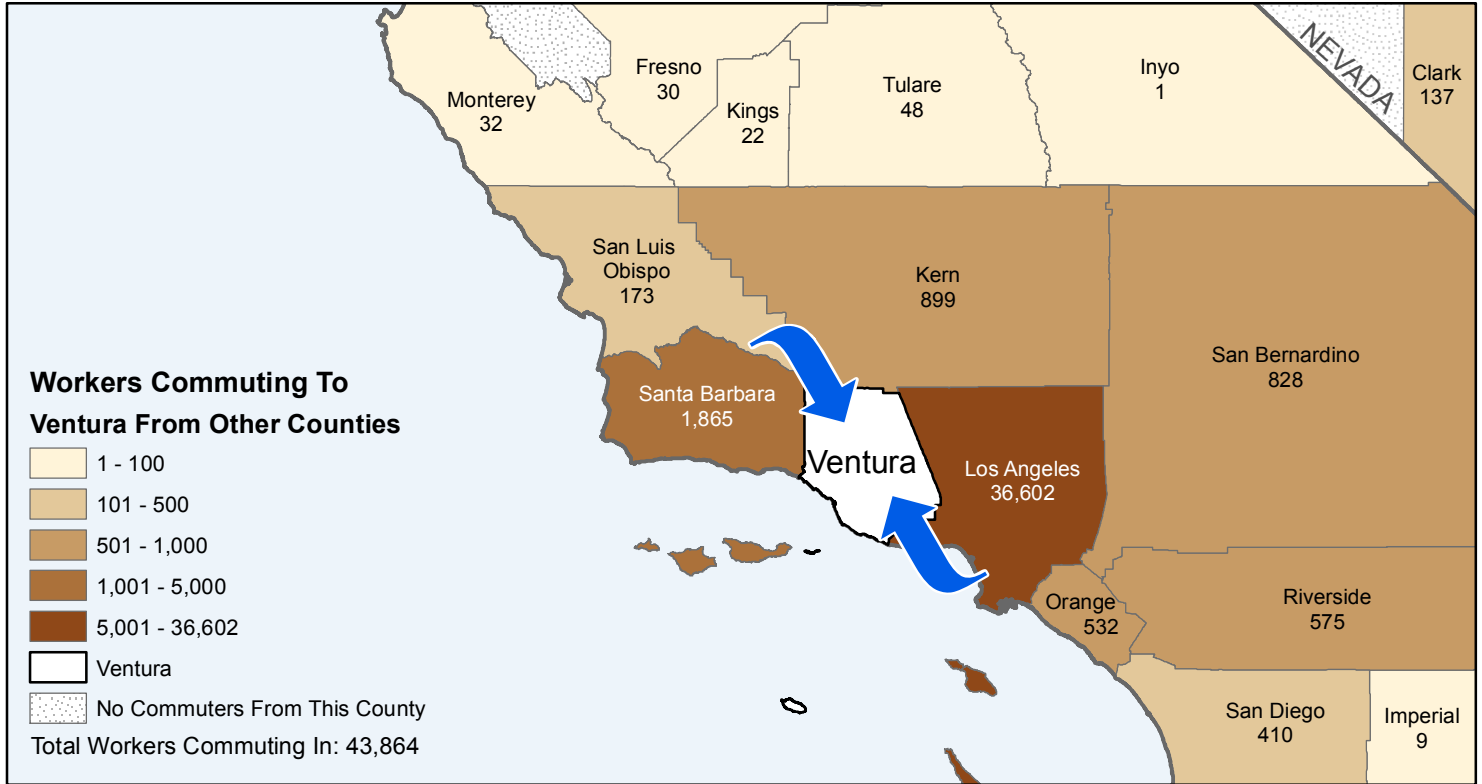 Fresno
30
Monterey
32
Kings
22
Tulare
48
Inyo
1
NEVADA
Clark
137
San Luis
Obispo
173
Kern
899
San Bernardino
828
Santa Barbara
1,865
Ventura
Los Angeles
36,602
Orange
532
Riverside
575
San Diego
410
Imperial
9
Workers Commuting To
Ventura From Other Counties
1 - 100
101 - 500
501 - 1,000
1,001 - 5,000
5,001 - 36,602
Ventura
No Commuters From This County
Total Workers Commuting In: 43,864